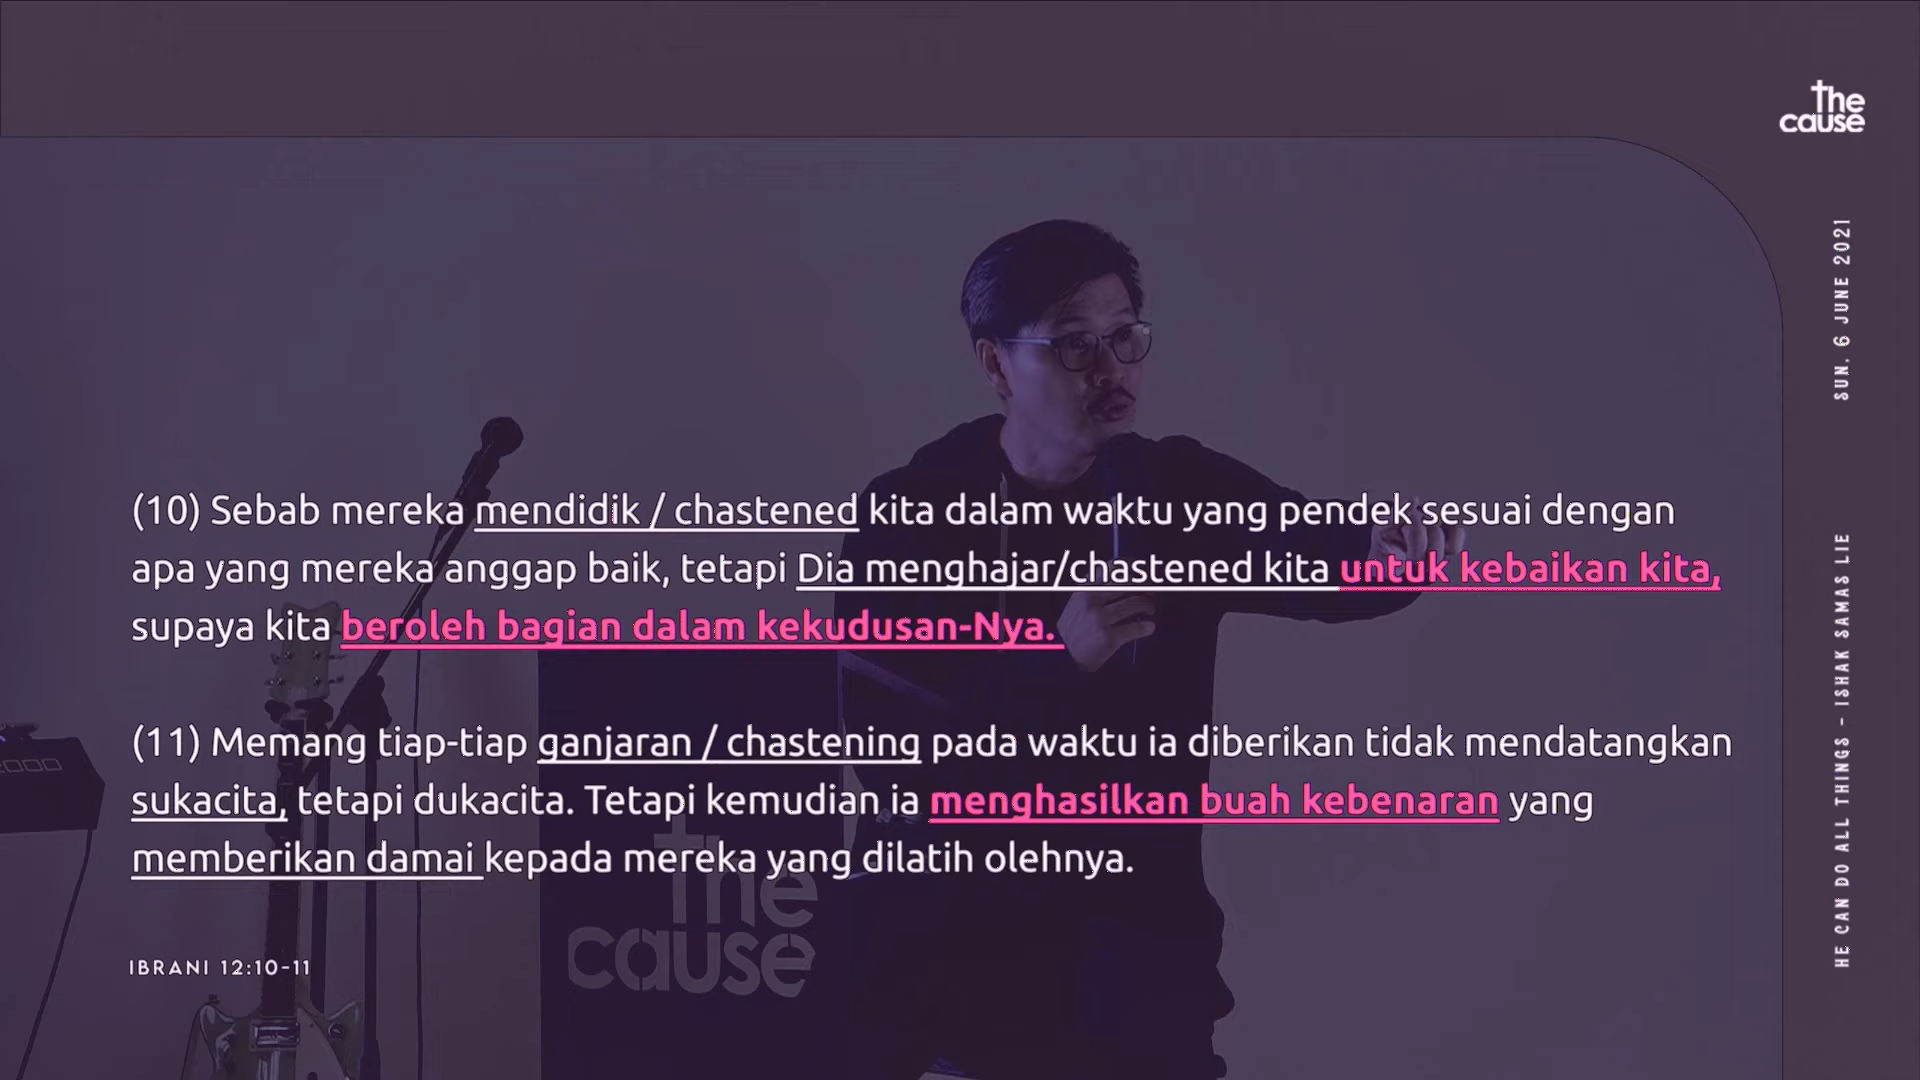 the
cause
SUN. 6 JUNE 2021
HE CAN DO ALL THINGS - ISHAK SAMAS LIE
(10) Sebab mereka mendidik / chastened kita dalam waktu yang pendek sesuai dengan
apa yang mereka anggap baik, tetapi Dia menghajar/chastened kita untuk kebaikan kita,
supaya kita beroleh bagian dalam kekudusan-Nya.
(11) Memang tiap-tiap ganjaran / chastening pada waktu ia diberikan tidak mendatangkan
sukacita, tetapi dukacita. Tetapi kemudian ia menghasilkan buah kebenaran yang
memberikan damai kepada mereka yang dilatih olehnya.
the
cause
IBRANI 12:10-11